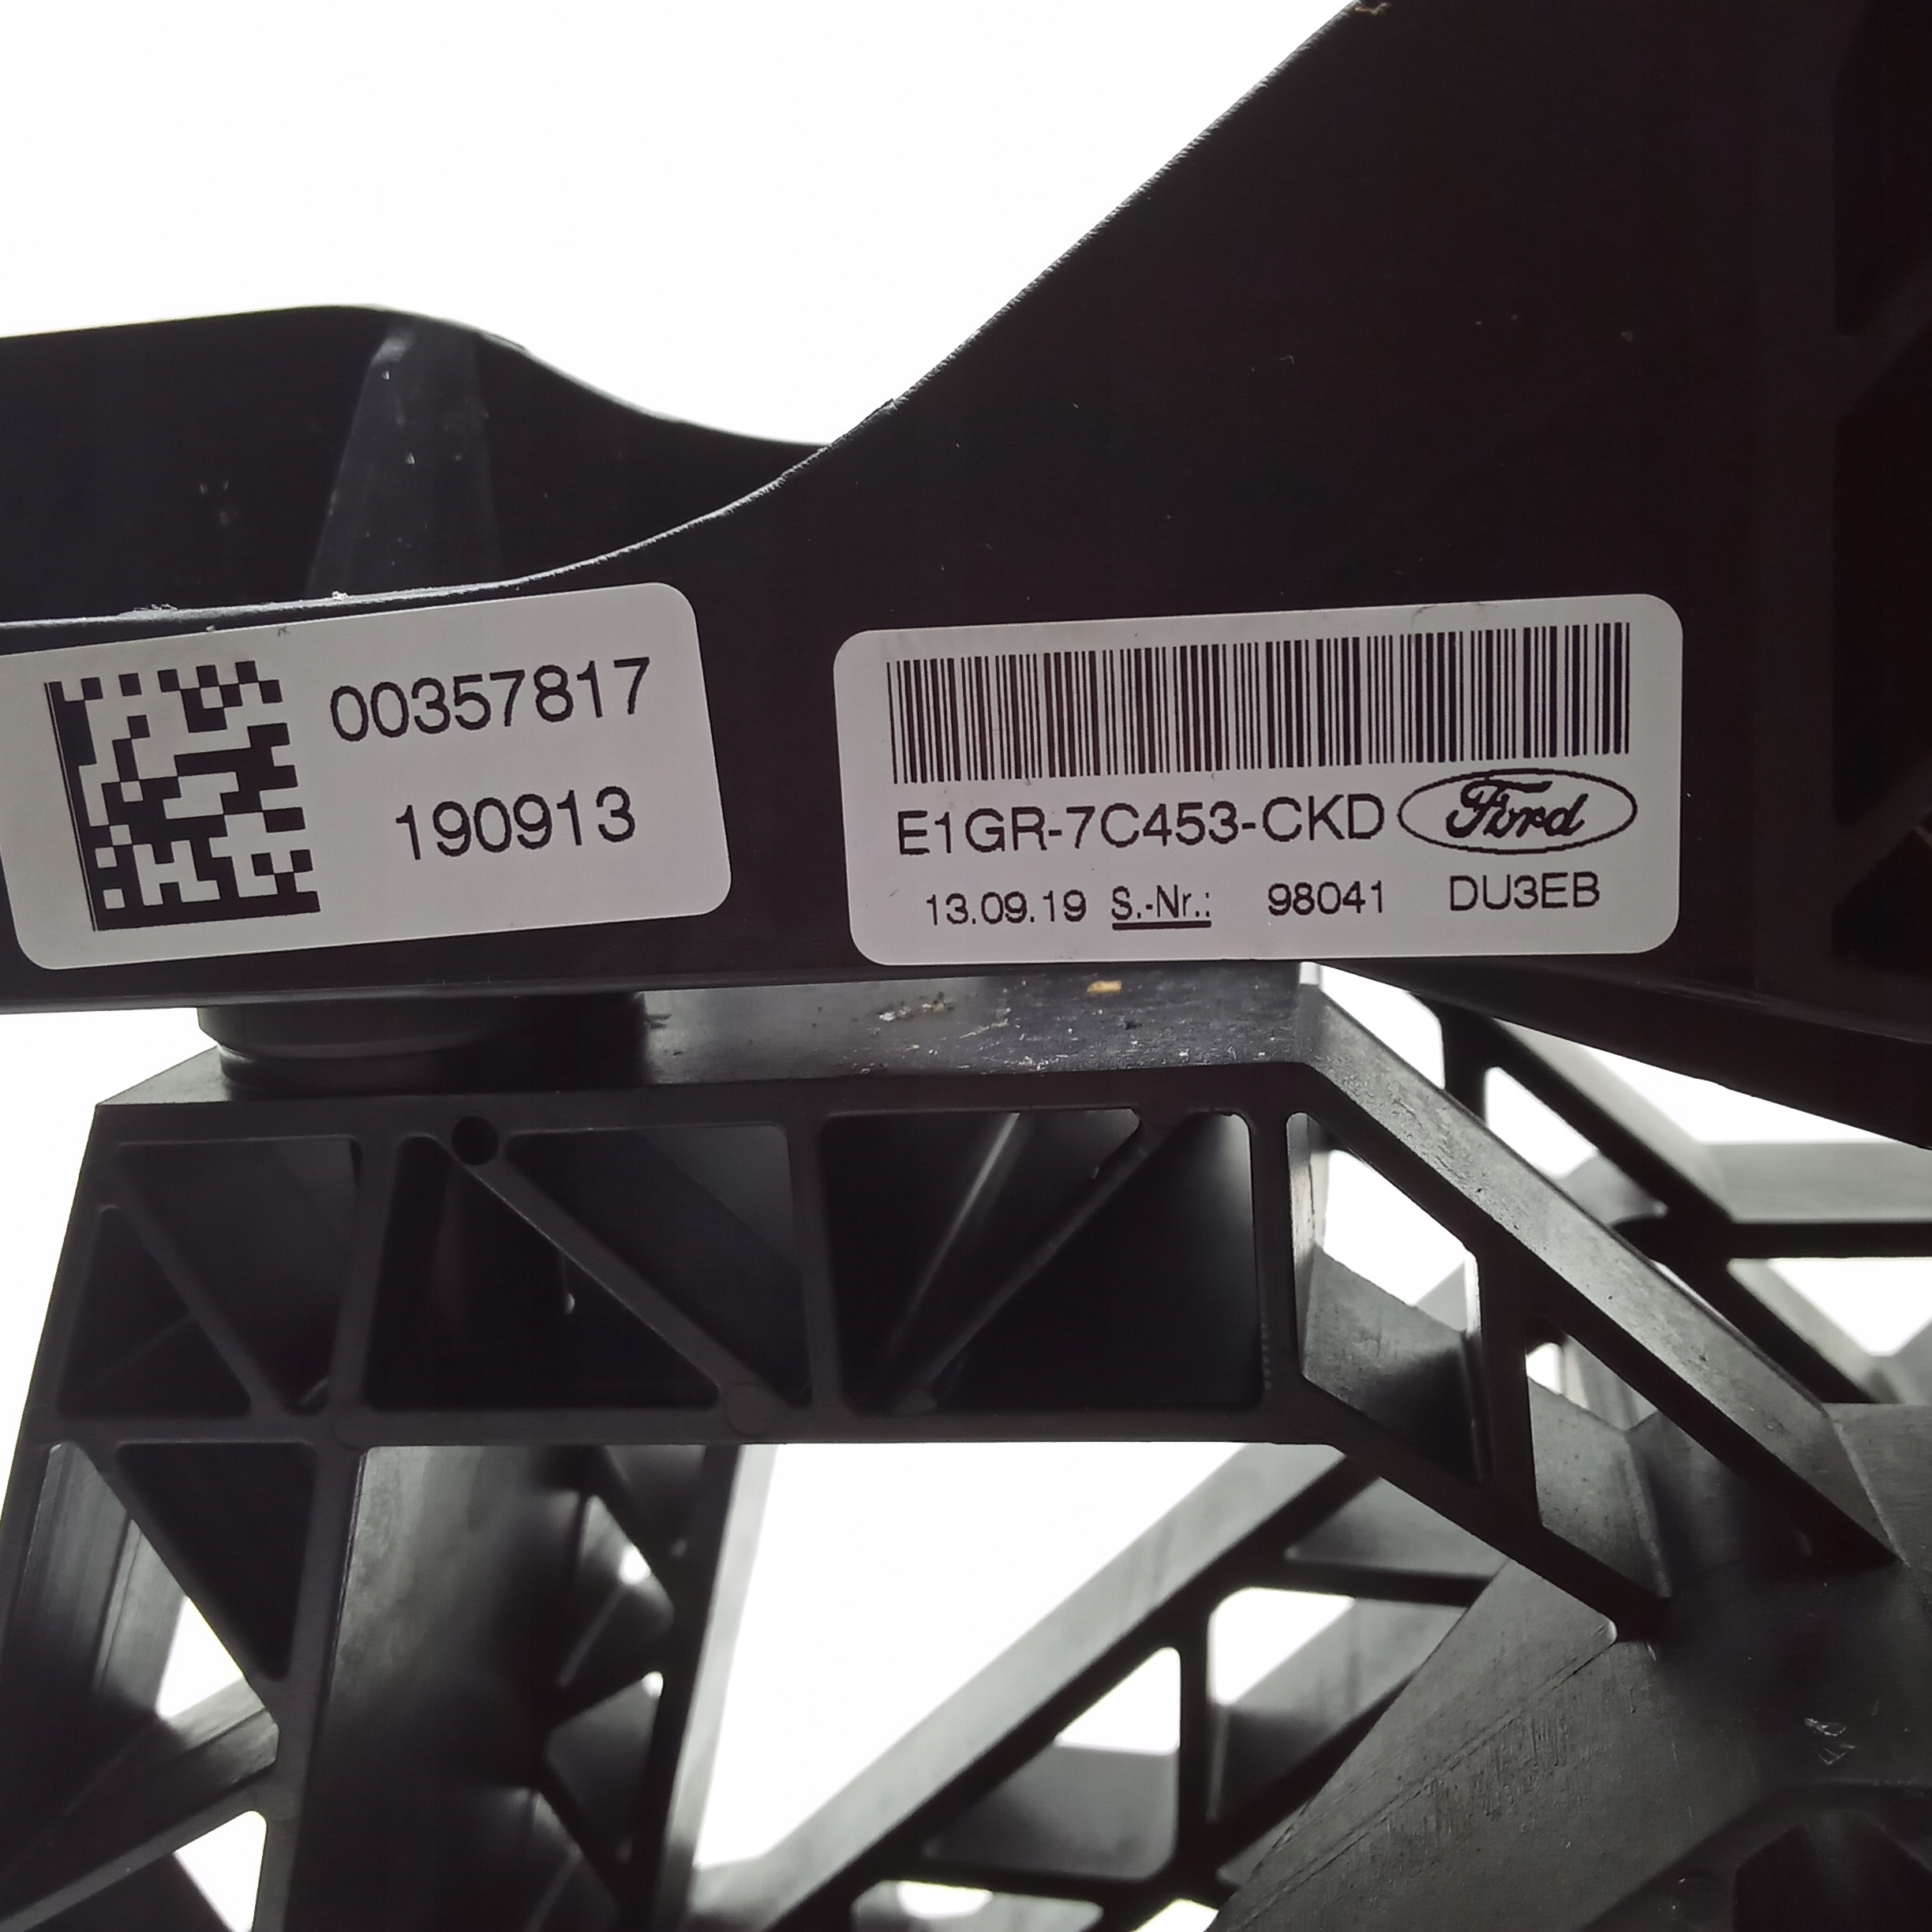 00357817
190913
E1GR-7C453-CKD Ford
13.09.19 S.-Nr.: 98041 DU3EB